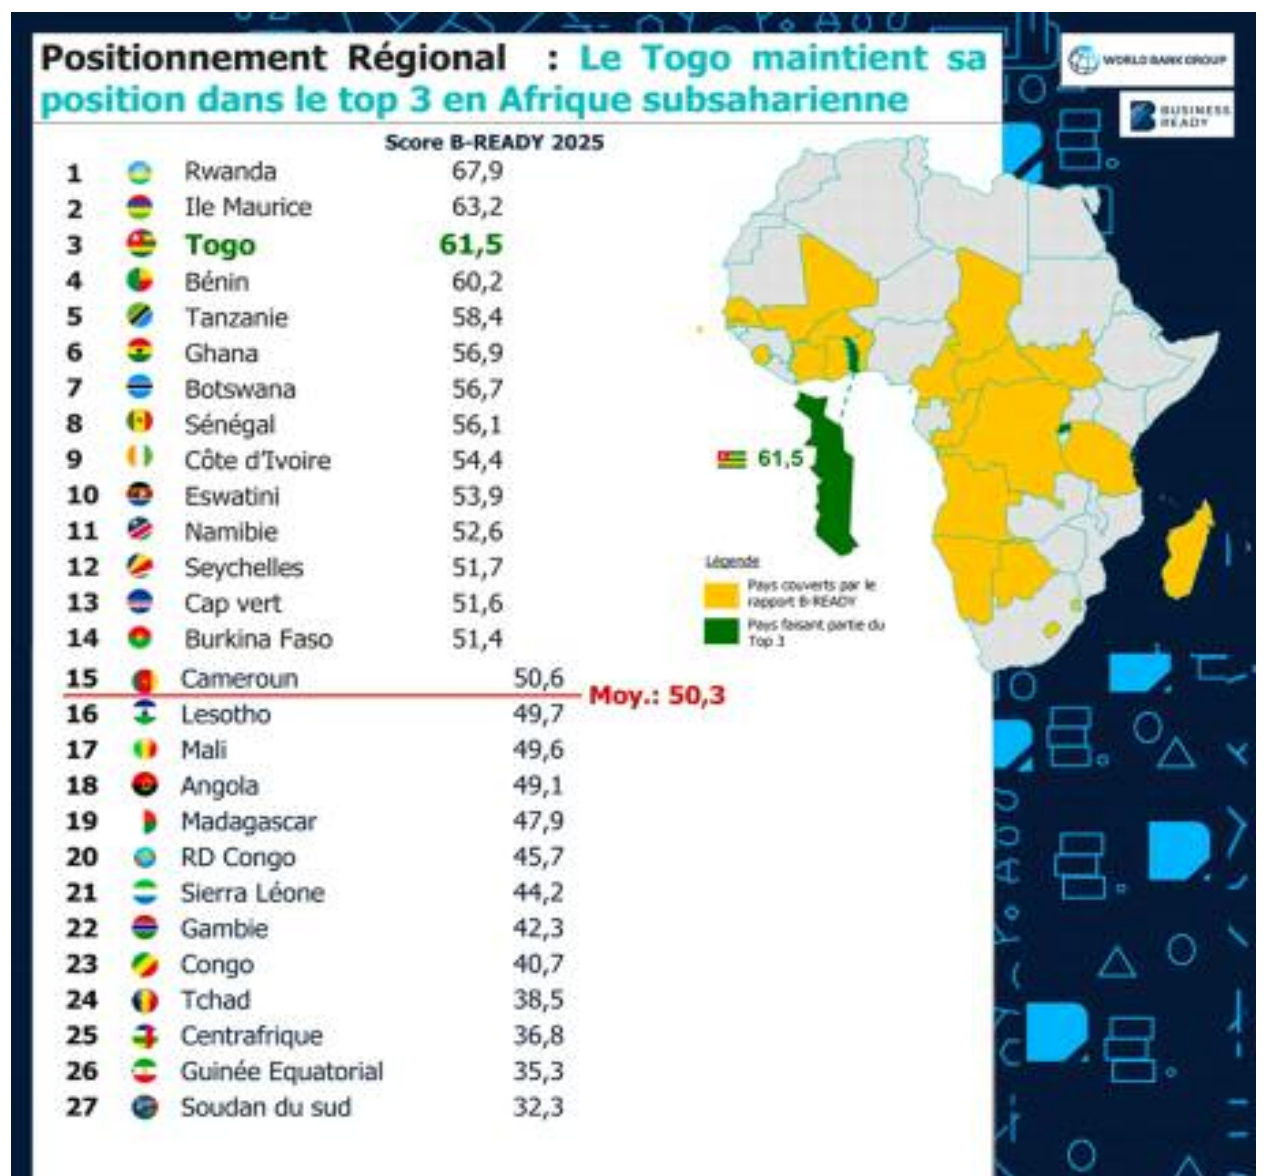 Positionnement Régional : Le Togo maintient sa
position dans le top 3 en Afrique subsaharienne
WORLD BANK GROUP
BUSINESS
READY
Score B-READY 2025
1 Rwanda 67,9
2 Ile Maurice 63,2
3 Togo 61,5
4 Bénin 60,2
5 Tanzanie 58,4
6 Ghana 56,9
7 Botswana 56,7
8 Sénégal 56,1
9 Côte d'Ivoire 54,4
10 Eswatini 53,9
11 Namibie 52,6
12 Seychelles 51,7
13 Cap vert 51,6
14 Burkina Faso 51,4
15 Cameroun 50,6
Moy.: 50,3
16 Lesotho 49,7
17 Mali 49,6
18 Angola 49,1
19 Madagascar 47,9
20 RD Congo 45,7
21 Sierra Léone 44,2
22 Gambie 42,3
23 Congo 40,7
24 Tchad 38,5
25 Centrafrique 36,8
26 Guinée Equatorial 35,3
27 Soudan du sud 32,3
61,5
Légende
Pays couverts par le
rapport B-READY
Pays faisant partie du
Top 3